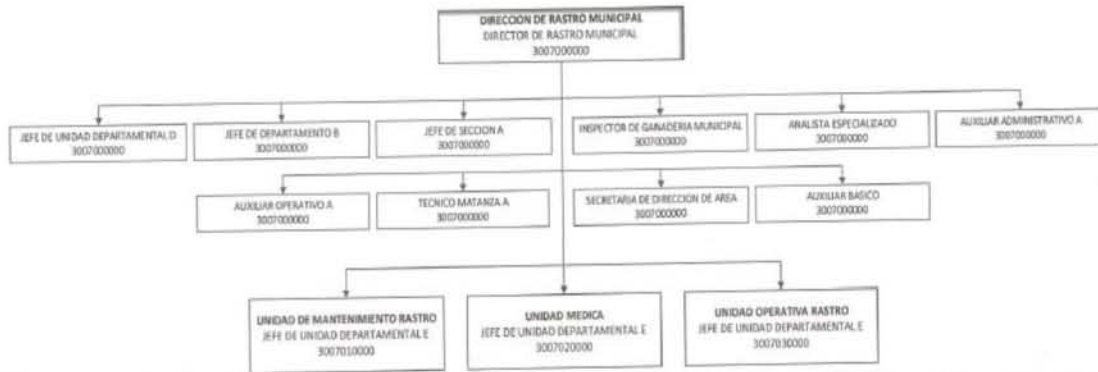 DIRECCION DE RASTRO MUNICIPAL
DIRECTOR DE RASTRO MUNICIPAL
3007000000
JEFE DE UNIDAD DEPARTAMENTAL D
3007000000
JEFE DE DEPARTAMENTO B
3007000000
JEFE DE SECCION A
3007000000
INSPECTOR DE GANADERIA MUNICIPAL
3007000000
ANALISTA ESPECIALIZADO
3007000000
AUXILIAR ADMINISTRATIVO A
3007000000
AUXILIAR OPERATIVO A
3007000000
TECNICO MATANZA A
3007000000
SECRETARIA DE DIRECCION DE AREA
3007000000
AUXILIAR BASICO
3007000000
UNIDAD DE MANTENIMIENTO RASTRO
JEFE DE UNIDAD DEPARTAMENTAL E
3007010000
UNIDAD MEDICA
JEFE DE UNIDAD DEPARTAMENTAL E
3007020000
UNIDAD OPERATIVA RASTRO
JEFE DE UNIDAD DEPARTAMENTAL E
3007030000